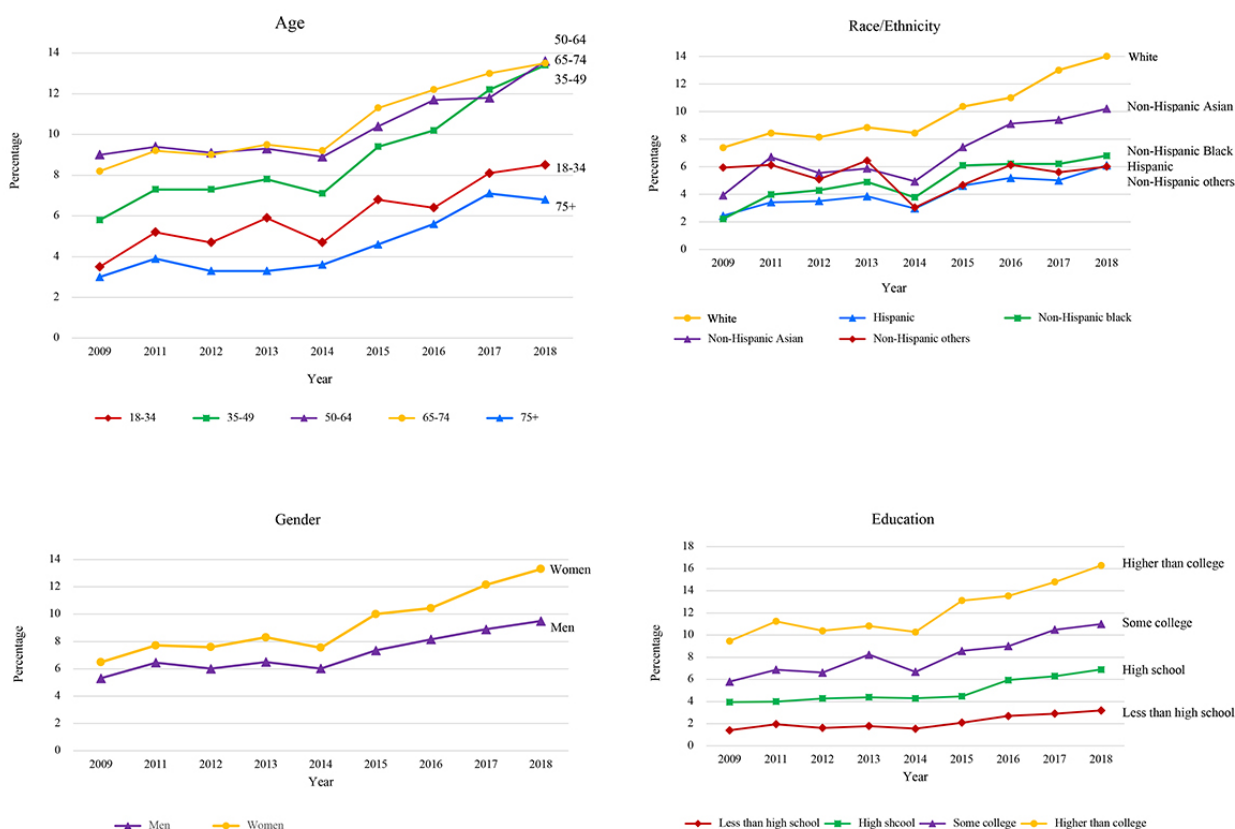 Age
50-64
65-74
35-49
18-34
75+
14
12
10
8
6
4
2
0
Percentage
2009 2011 2012 2013 2014 2015 2016 2017 2018
Year
18-34 35-49 50-64 65-74 75+
Race/Ethnicity
White
Non-Hispanic Asian
Non-Hispanic Black
Hispanic
Non-Hispanic others
14
12
10
8
6
4
2
0
Percentage
2009 2011 2012 2013 2014 2015 2016 2017 2018
Year
White Hispanic Non-Hispanic black
Non-Hispanic Asian Non-Hispanic others
Gender
Women
Men
14
12
10
8
6
4
2
0
Percentage
2009 2011 2012 2013 2014 2015 2016 2017 2018
Year
Men Women
Education
Higher than college
Some college
High school
Less than high school
18
16
14
12
10
8
6
4
2
0
Percentage
2009 2011 2012 2013 2014 2015 2016 2017 2018
Year
Less than high school High shcool Some college Higher than college